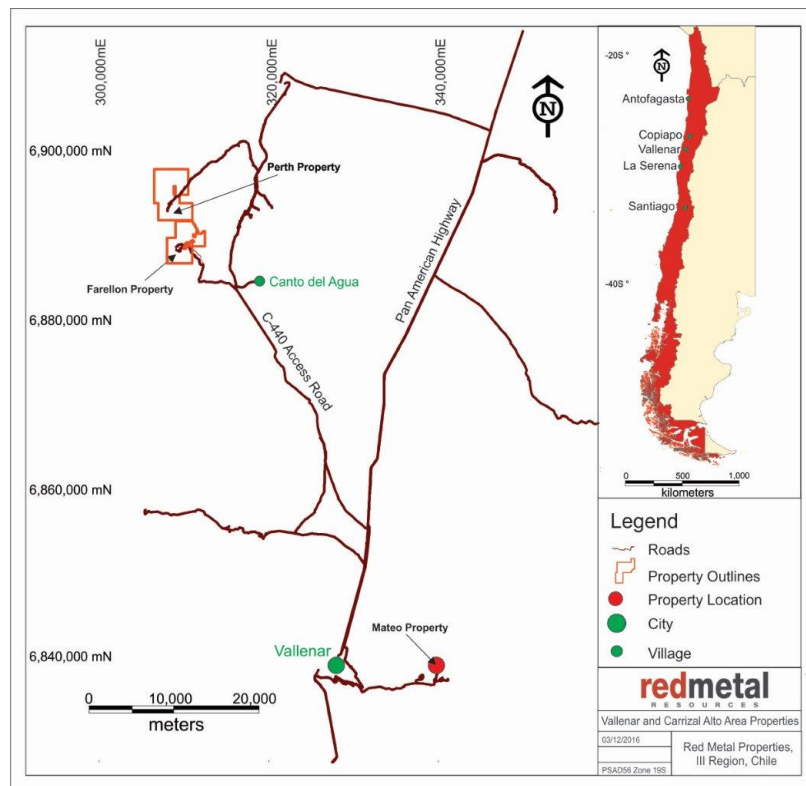 300,000mE
320,000mE
340,000mE
6,900,000 mN
6,880,000 mN
6,860,000 mN
6,840,000 mN
N
Perth Property
Farellon Property
Canto del Agua
C-440 Access Road
Pan American Highway
Vallenar
Mateo Property
0 10,000 20,000
meters
-20S °
N
Antofagasta
Copiapo
Vallenar
La Serena
Santiago
-40S °
0 500 1,000
kilometers
Legend
Roads
Property Outlines
Property Location
City
Village
redmetal
RESOURCES
Vallenar and Carrizal Alto Area Properties
03/12/2016
Red Metal Properties,
III Region, Chile
PSAD56 Zone 19S